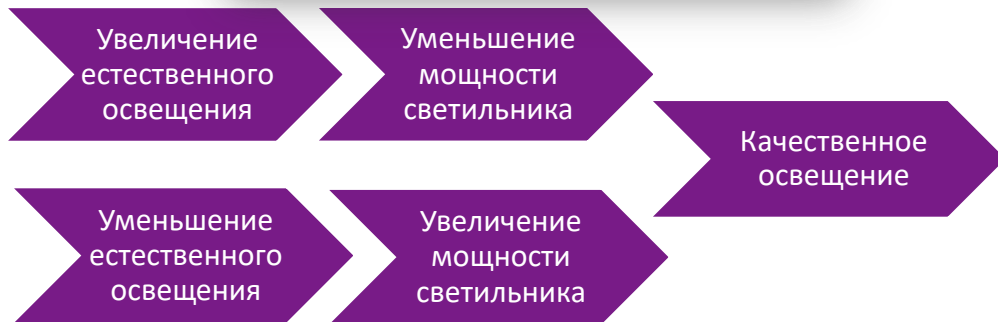 Увеличение
естественного
освещения
Уменьшение
мощности
светильника
Уменьшение
естественного
освещения
Увеличение
мощности
светильника
Качественное
освещение